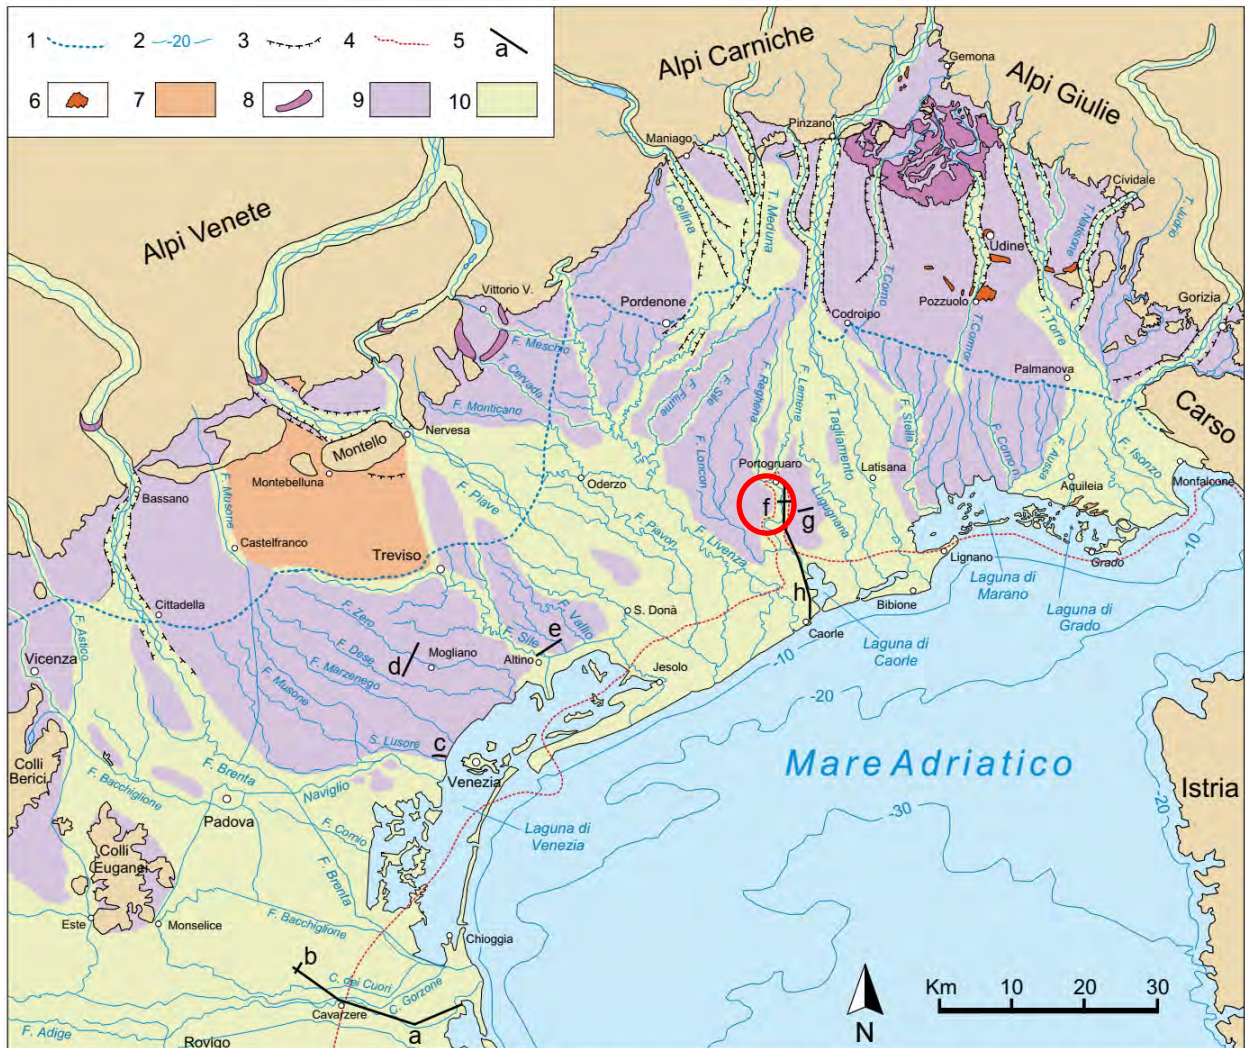 1
2
-20
3
4
5
a
6
7
8
9
10
Alpi Carniche
Alpi Giulie
Alpi Venete
Gemona
Pinzano
Maniago
Cividale
T. Cellina
T. Meduna
T. Natisone
T. Judrio
Udine
T. Corno
Vittorio V.
Pordenone
Codroipo
Pozzuolo
T. Cormor
T. Torre
Gorizia
Palmanova
F. Meschio
T. Cervada
F. Monticano
F. Fiume
F. Sile
F. Reghena
F. Lemene
F. Tagliamento
F. Stella
F. Corno
F. Aussa
F. Isonzo
Carso
Montello
Nervesa
Montebelluna
Bassano
F. Musone
Castelfranco
Treviso
F. Piave
Oderzo
F. Loncon
Portogruaro
Latisana
Aquileia
Monfalcone
f
g
Lugugnana
F. Piavon
F. Livenza
Lignano
Grado
-10
Laguna di
Marano
Laguna di
Grado
h
Bibione
Caorle
Laguna di
Caorle
Cittadella
F. Astico
Vicenza
F. Zero
F. Dese
F. Marzenego
F. Musone
S. Lusore
d
Mogliano
F. Sile
F. Vallio
e
Altino
S. Donà
Jesolo
-10
-20
c
Venezia
Colli
Berici
F. Bacchiglione
F. Brenta
Naviglio
Padova
F. Cornio
F. Brenta
Laguna di
Venezia
Mare Adriatico
-30
-20
Istria
Colli
Euganei
Este
Monselice
F. Bacchiglione
Chioggia
b
C. dei Cuori
C. Gorzone
Cavarzere
a
F. Adige
Rovigo
N
Km
10
20
30